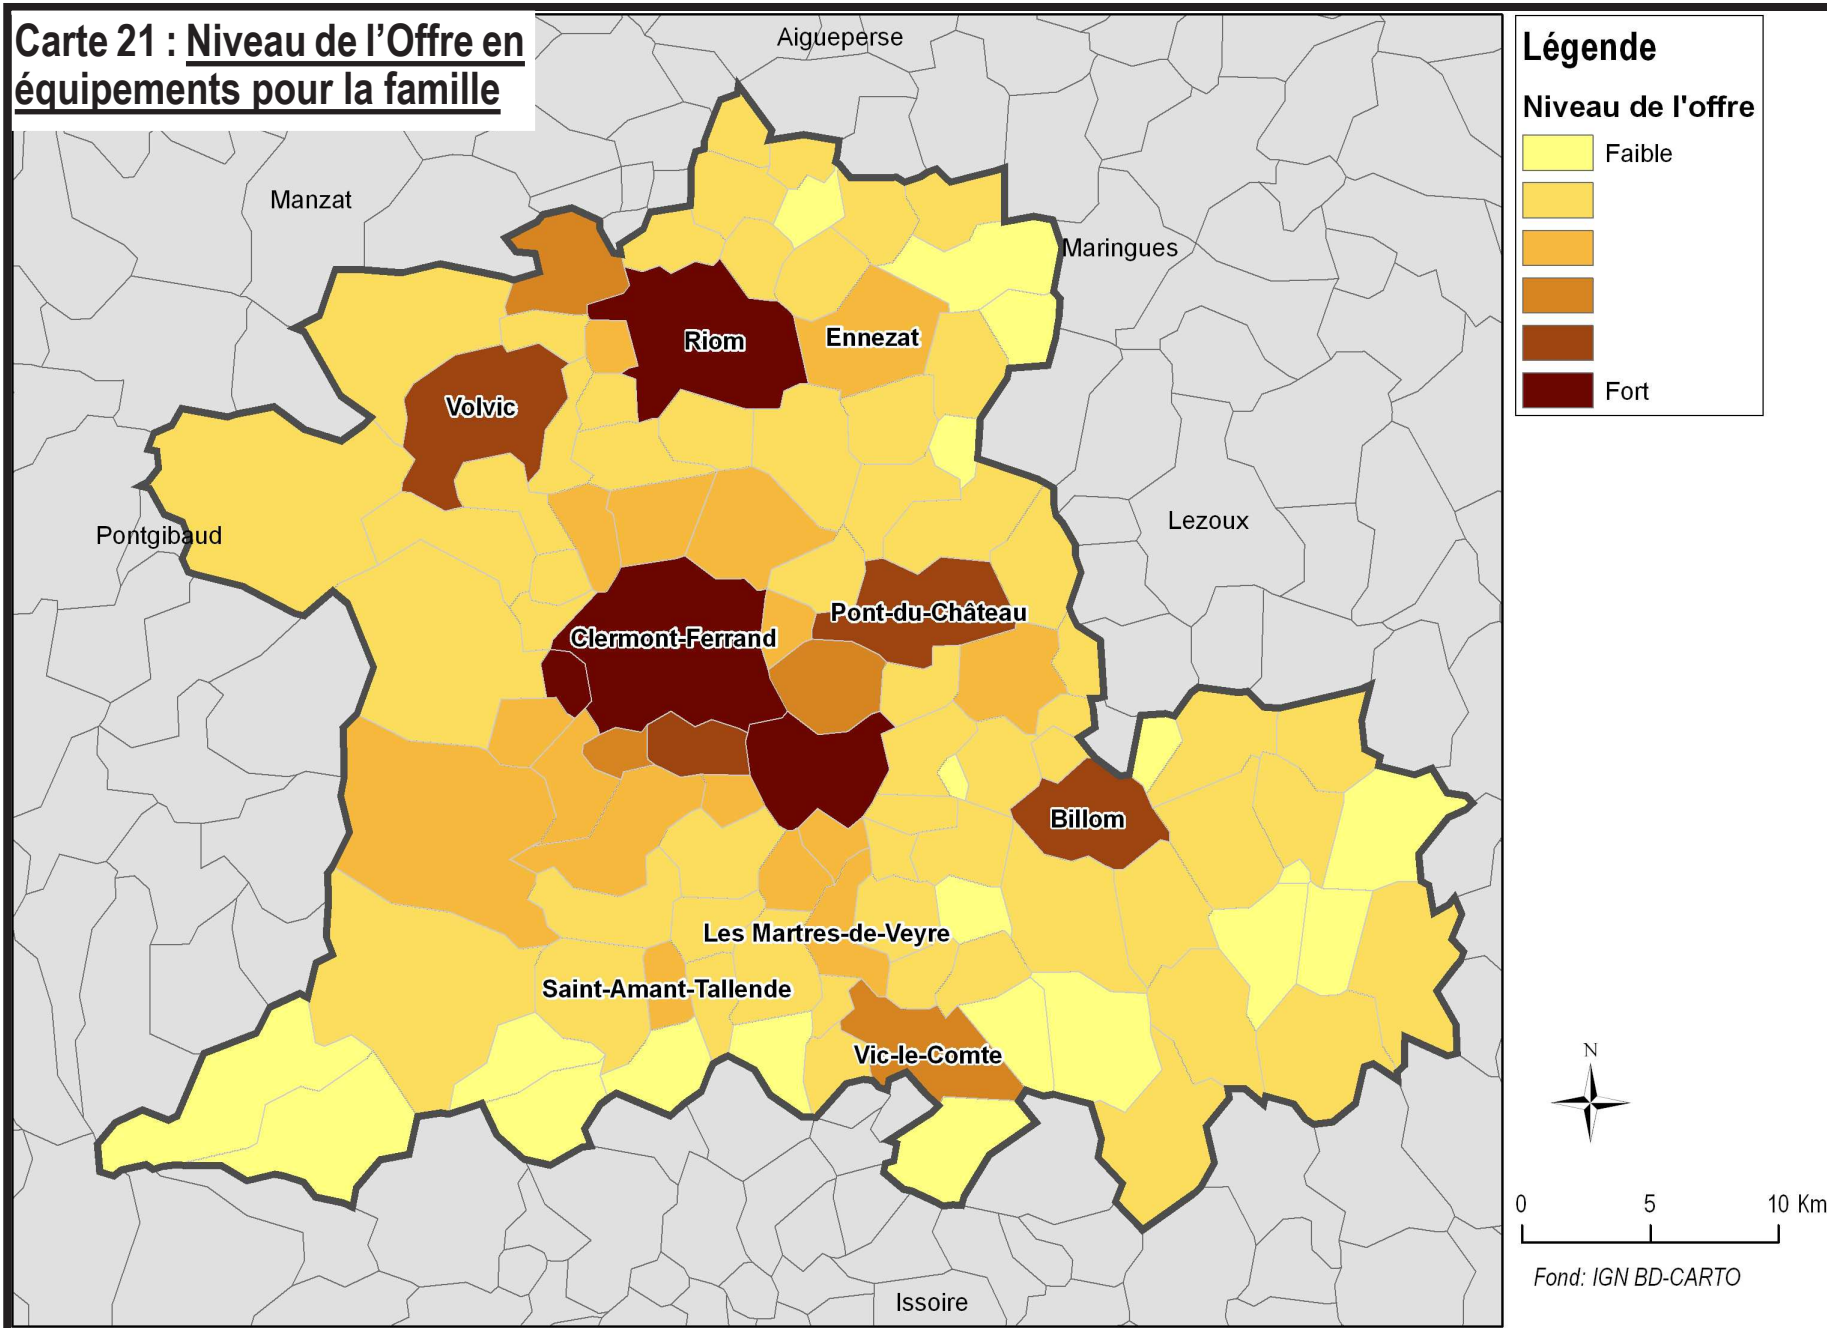 Carte 21 : Niveau de l'Offre en
équipements pour la famille
Aigueperse
Manzat
Maringues
Riom
Ennezat
Volvic
Pontgibaud
Lezoux
Pont-du-Château
Clermont-Ferrand
Billom
Les Martres-de-Veyre
Saint-Amant-Tallende
Vic-le-Comte
Issoire
Légende
Niveau de l'offre
Faible
Fort
N
0 5 10 Km
Fond: IGN BD-CARTO